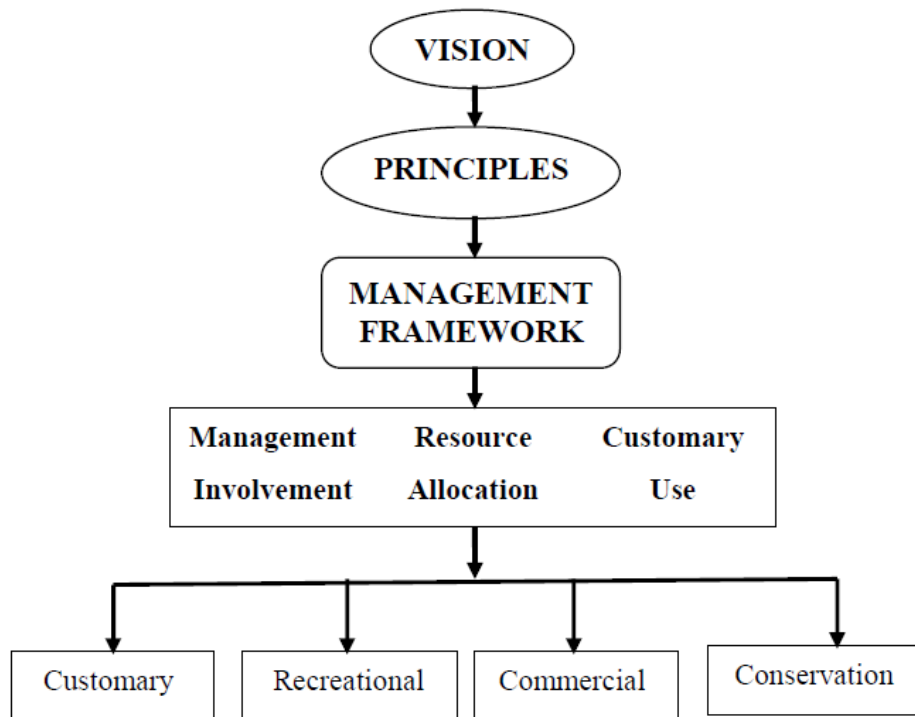 VISION
PRINCIPLES
MANAGEMENT
FRAMEWORK
Management Resource Customary
Involvement Allocation Use
Customary Recreational Commercial Conservation